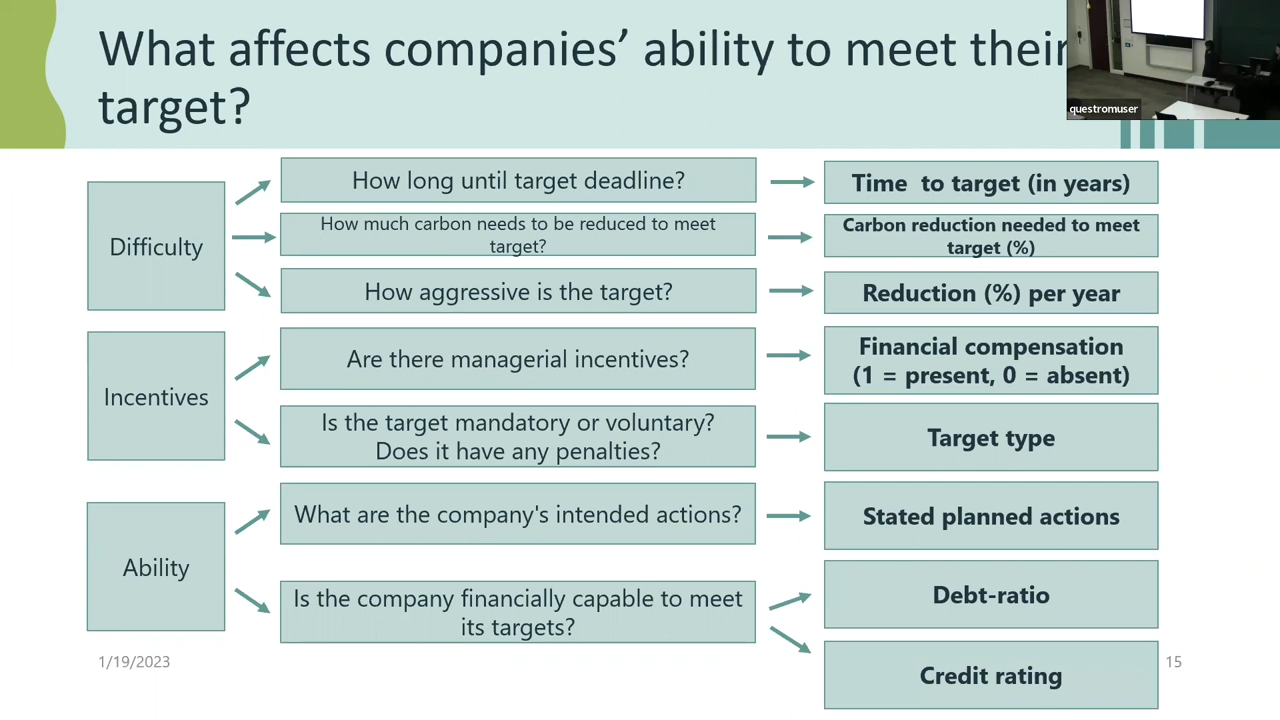 What affects companies’ ability to meet their
target?
questromuser
Difficulty
How long until target deadline?
Time  to target (in years)
How much carbon needs to be reduced to meet
target?
Carbon reduction needed to meet
target (%)
How aggressive is the target?
Reduction (%) per year
Incentives
Are there managerial incentives?
Financial compensation
(1 = present, 0 = absent)
Is the target mandatory or voluntary?
Does it have any penalties?
Target type
Ability
What are the company's intended actions?
Stated planned actions
Is the company financially capable to meet
its targets?
Debt-ratio
Credit rating
1/19/2023
15